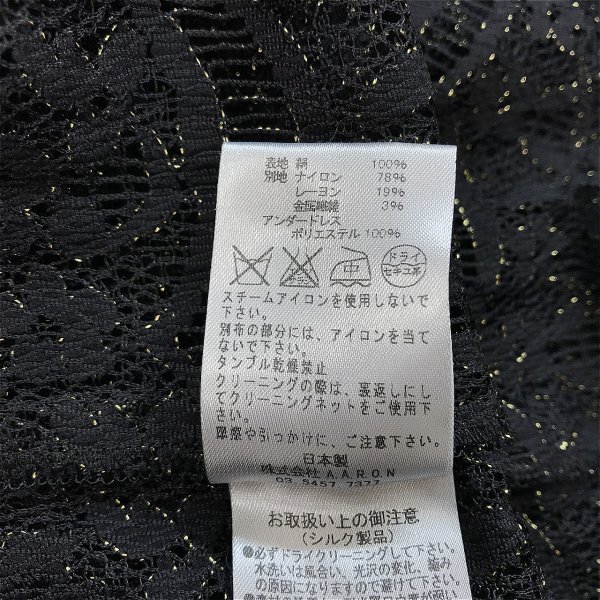 表地 絹 100%
別地 ナイロン 78%
レーヨン 19%
金属繊維 3%
アンダードレス
ポリエステル 100%
中
ドライ
セキユ系
スチームアイロンを使用しないで
下さい。
別布の部分には、アイロンを当て
ないで下さい。
タンブル乾燥禁止
クリーニングの際は、裏返しにし
てクリーニングネットをご使用下
さい。
摩擦や引っかけに、ご注意下さい。
日本製
株式会社AARON
03 5457 7377
お取扱い上の御注意
(シルク製品)
●必ずドライクリーニングして下さい。
水洗いは風合い、光沢の変化、縮み
の原因になりますので避けて下さい。